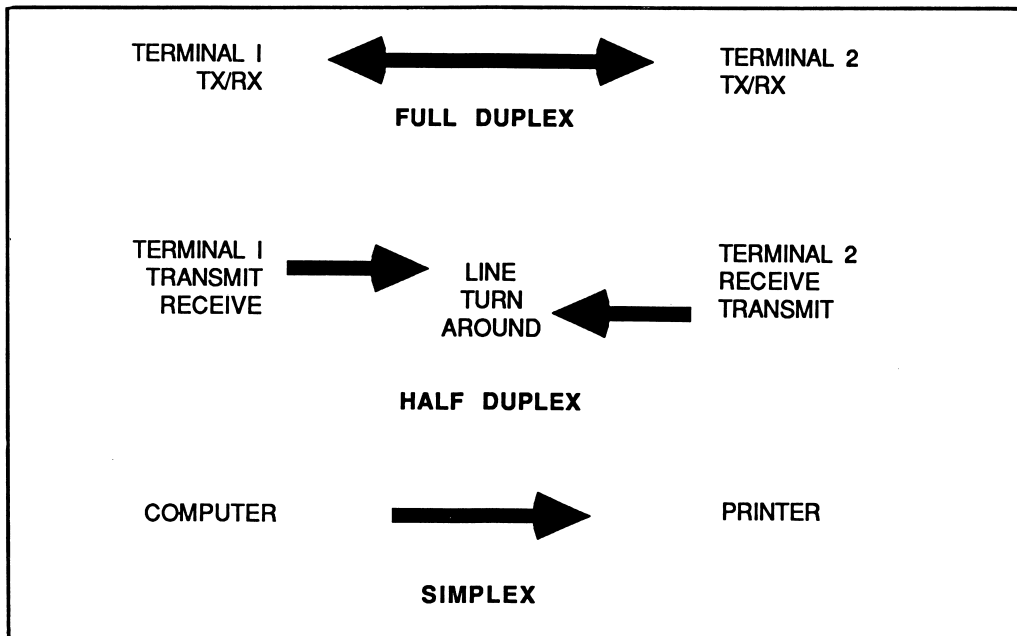 TERMINAL 1
TX/RX
TERMINAL 2
TX/RX
FULL DUPLEX
TERMINAL 1
TRANSMIT
RECEIVE
LINE
TURN
AROUND
TERMINAL 2
RECEIVE
TRANSMIT
HALF DUPLEX
COMPUTER
PRINTER
SIMPLEX